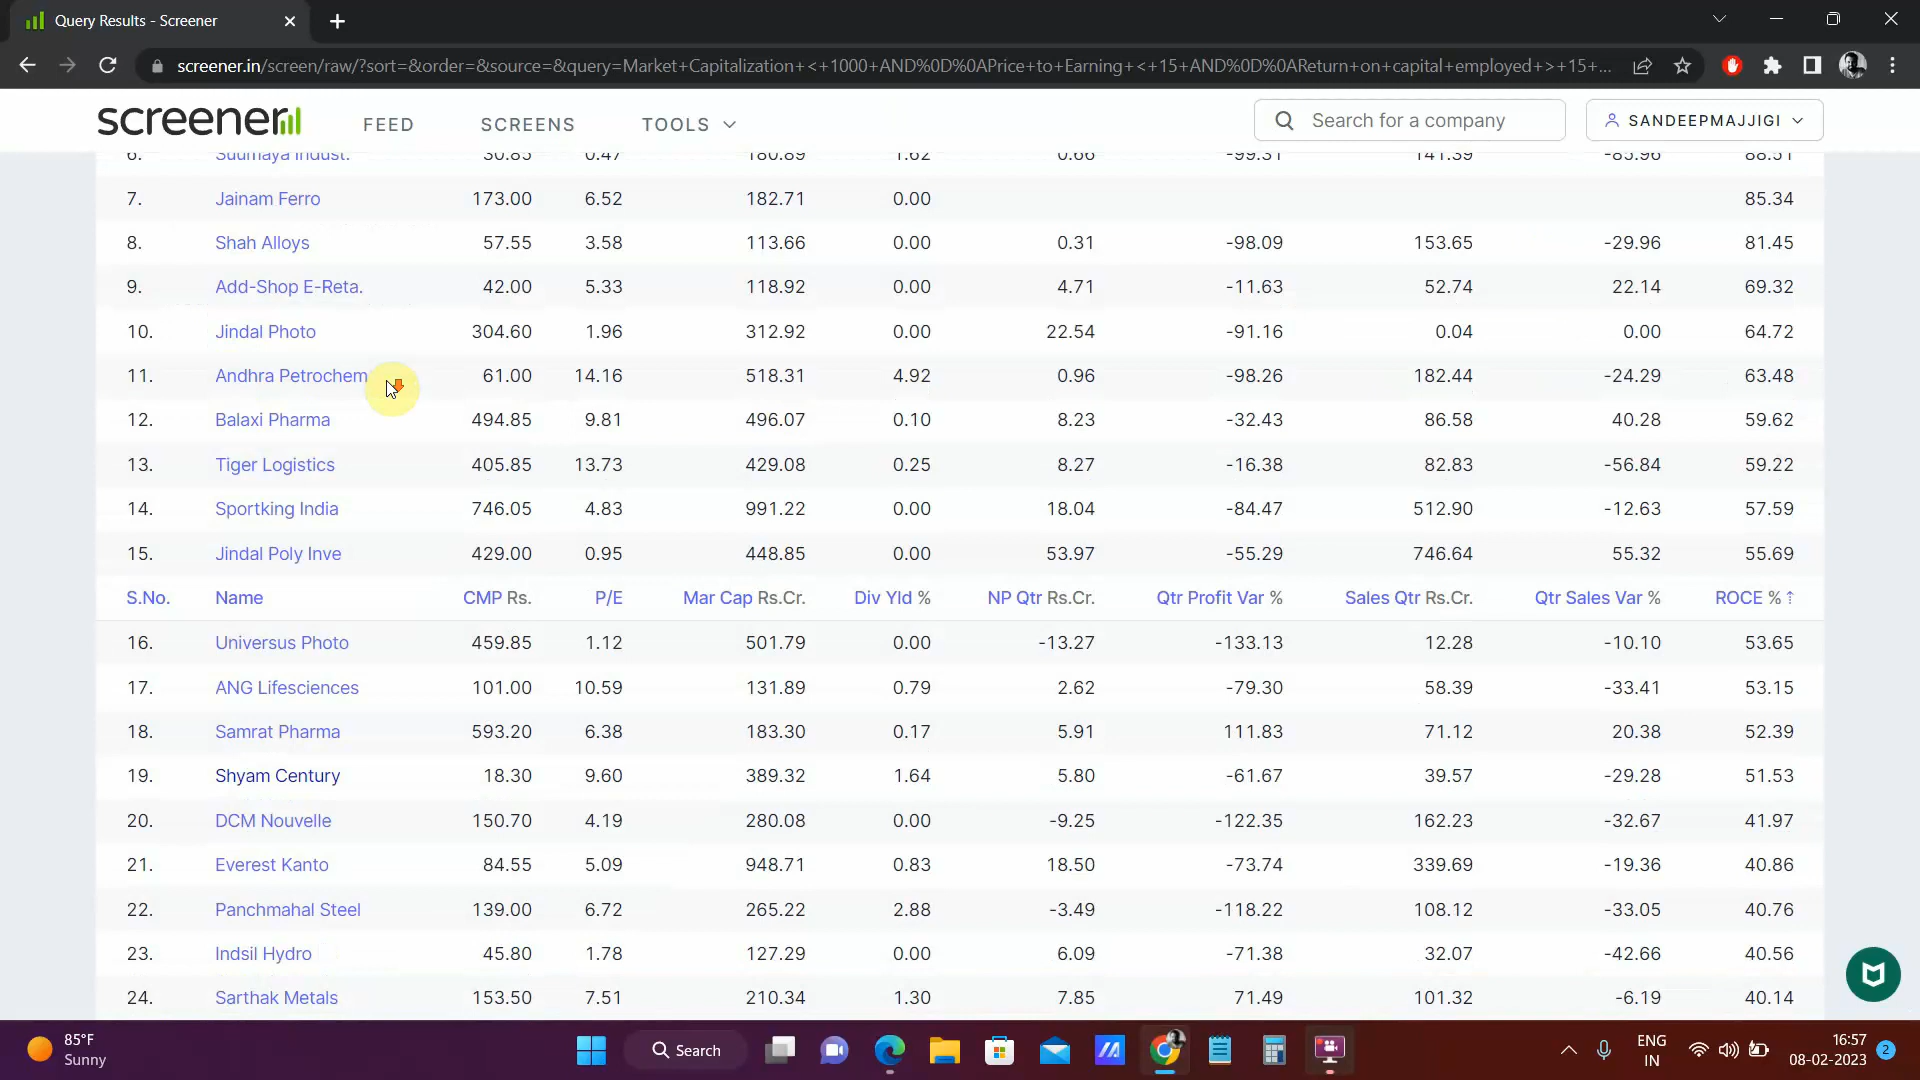 Query Results - Screener
screener.in/screen/raw/?sort=&order=&source=&query=Market+Capitalization+<+1000+AND%0D%0APrice+to+Earning+<+15+AND%0D%0AReturn+on+capital+employed+>+15+...
screener FEED SCREENS TOOLS Search for a company SANDEEPMAJJIGI
6. Suumaya Indust. 30.85 0.47 180.89 1.62 0.66 -99.31 141.39 -85.96 88.51
7. Jainam Ferro 173.00 6.52 182.71 0.00 85.34
8. Shah Alloys 57.55 3.58 113.66 0.00 0.31 -98.09 153.65 -29.96 81.45
9. Add-Shop E-Reta. 42.00 5.33 118.92 0.00 4.71 -11.63 52.74 22.14 69.32
10. Jindal Photo 304.60 1.96 312.92 0.00 22.54 -91.16 0.04 0.00 64.72
11. Andhra Petrochem 61.00 14.16 518.31 4.92 0.96 -98.26 182.44 -24.29 63.48
12. Balaxi Pharma 494.85 9.81 496.07 0.10 8.23 -32.43 86.58 40.28 59.62
13. Tiger Logistics 405.85 13.73 429.08 0.25 8.27 -16.38 82.83 -56.84 59.22
14. Sportking India 746.05 4.83 991.22 0.00 18.04 -84.47 512.90 -12.63 57.59
15. Jindal Poly Inve 429.00 0.95 448.85 0.00 53.97 -55.29 746.64 55.32 55.69
S.No. Name CMP Rs. P/E Mar Cap Rs.Cr. Div Yld % NP Qtr Rs.Cr. Qtr Profit Var % Sales Qtr Rs.Cr. Qtr Sales Var % ROCE % ↑
16. Universus Photo 459.85 1.12 501.79 0.00 -13.27 -133.13 12.28 -10.10 53.65
17. ANG Lifesciences 101.00 10.59 131.89 0.79 2.62 -79.30 58.39 -33.41 53.15
18. Samrat Pharma 593.20 6.38 183.30 0.17 5.91 111.83 71.12 20.38 52.39
19. Shyam Century 18.30 9.60 389.32 1.64 5.80 -61.67 39.57 -29.28 51.53
20. DCM Nouvelle 150.70 4.19 280.08 0.00 -9.25 -122.35 162.23 -32.67 41.97
21. Everest Kanto 84.55 5.09 948.71 0.83 18.50 -73.74 339.69 -19.36 40.86
22. Panchmahal Steel 139.00 6.72 265.22 2.88 -3.49 -118.22 108.12 -33.05 40.76
23. Indsil Hydro 45.80 1.78 127.29 0.00 6.09 -71.38 32.07 -42.66 40.56
24. Sarthak Metals 153.50 7.51 210.34 1.30 7.85 71.49 101.32 -6.19 40.14
85°F
Sunny
Search
ENG
IN
16:57
08-02-2023
2